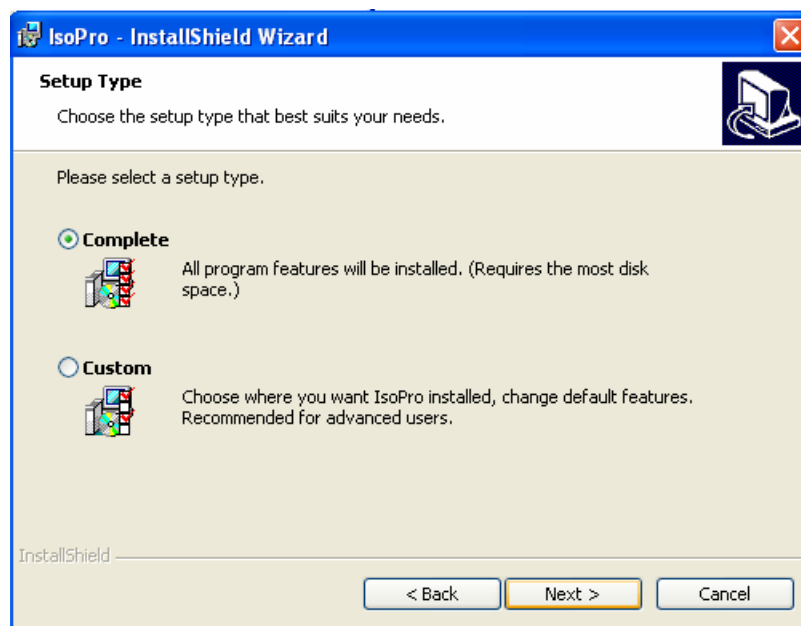 IsoPro - InstallShield Wizard
Setup Type
Choose the setup type that best suits your needs.
Please select a setup type.
Complete
All program features will be installed. (Requires the most disk
space.)
Custom
Choose where you want IsoPro installed, change default features.
Recommended for advanced users.
InstallShield
< Back
Next >
Cancel